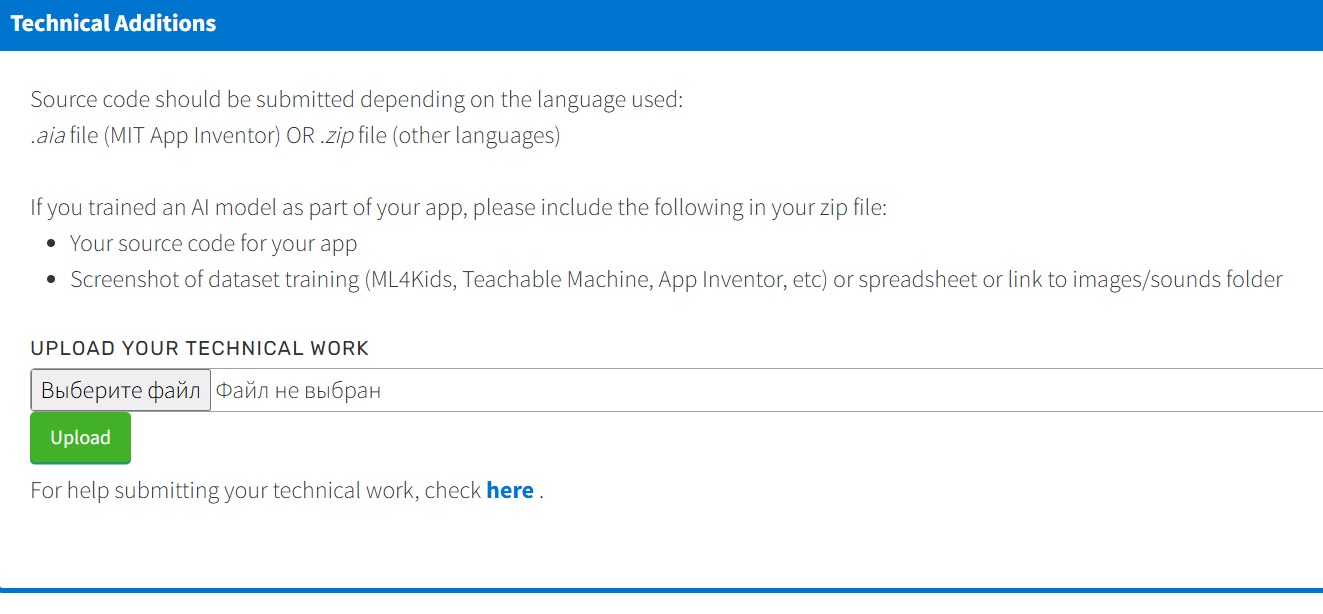 Technical Additions
Source code should be submitted depending on the language used:
.aia file (MIT App Inventor) OR .zip file (other languages)
If you trained an AI model as part of your app, please include the following in your zip file:
• Your source code for your app
• Screenshot of dataset training (ML4Kids, Teachable Machine, App Inventor, etc) or spreadsheet or link to images/sounds folder
UPLOAD YOUR TECHNICAL WORK
Выберите файл Файл не выбран
Upload
For help submitting your technical work, check here .